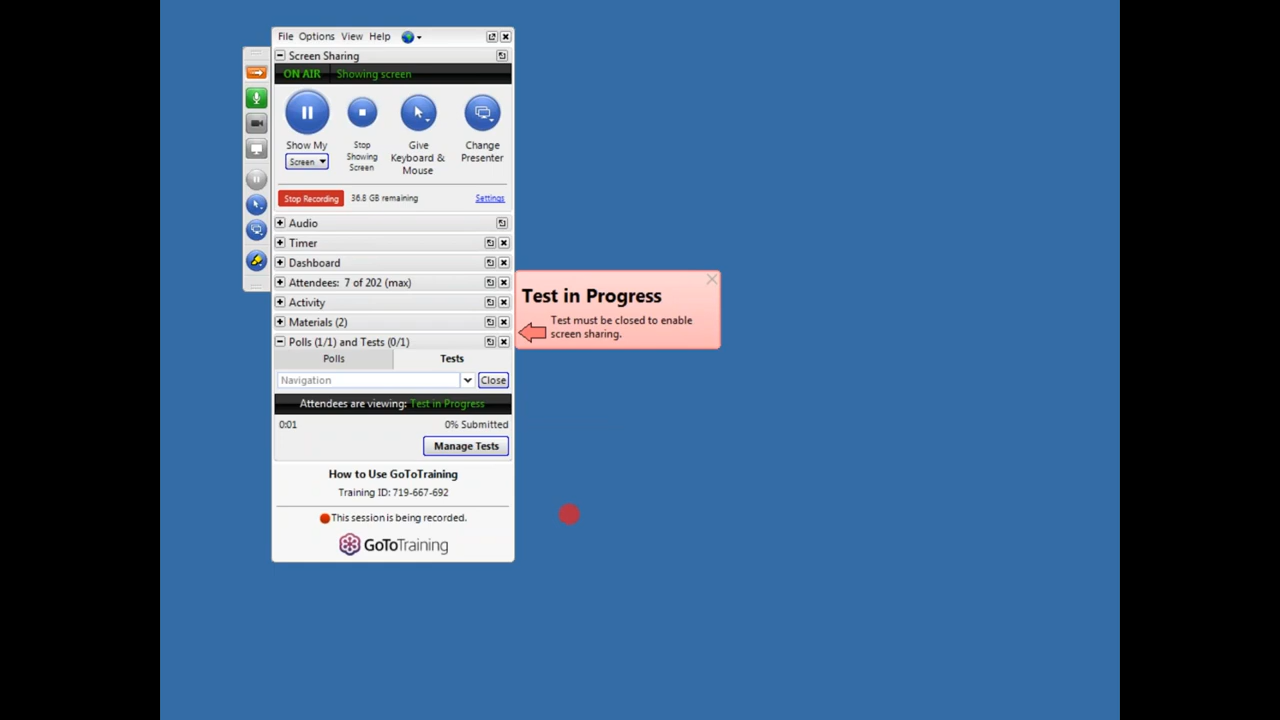 File Options View Help
Screen Sharing
ON AIR Showing screen
Show My
Screen
Stop
Showing
Screen
Give
Keyboard &
Mouse
Change
Presenter
Stop Recording 36.8 GB remaining Settings
Audio
Timer
Dashboard
Attendees: 7 of 202 (max)
Activity
Materials (2)
Polls (1/1) and Tests (0/1)
Polls Tests
Navigation Close
Attendees are viewing: Test in Progress
0:01 0% Submitted
Manage Tests
How to Use GoToTraining
Training ID: 719-667-692
This session is being recorded.
GoToTraining
Test in Progress
Test must be closed to enable
screen sharing.